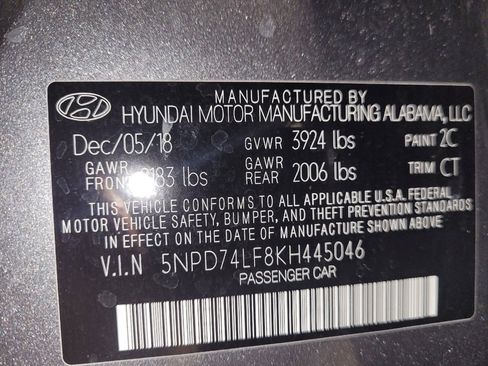 MANUFACTURED BY
HYUNDAI MOTOR MANUFACTURING ALABAMA, LLC
Dec/05/18 GVWR 3924 lbs PAINT 2C
GAWR FRONT lbs GAWR REAR 2006 lbs TRIM CT
THIS VEHICLE CONFORMS TO ALL APPLICABLE U.S.A. FEDERAL
MOTOR VEHICLE SAFETY, BUMPER, AND THEFT PREVENTION STANDARDS
IN EFFECT ON THE DATE OF MANUFACTURE SHOWN ABOVE.
V.I.N 5NPD74LF8KH445046
PASSENGER CAR